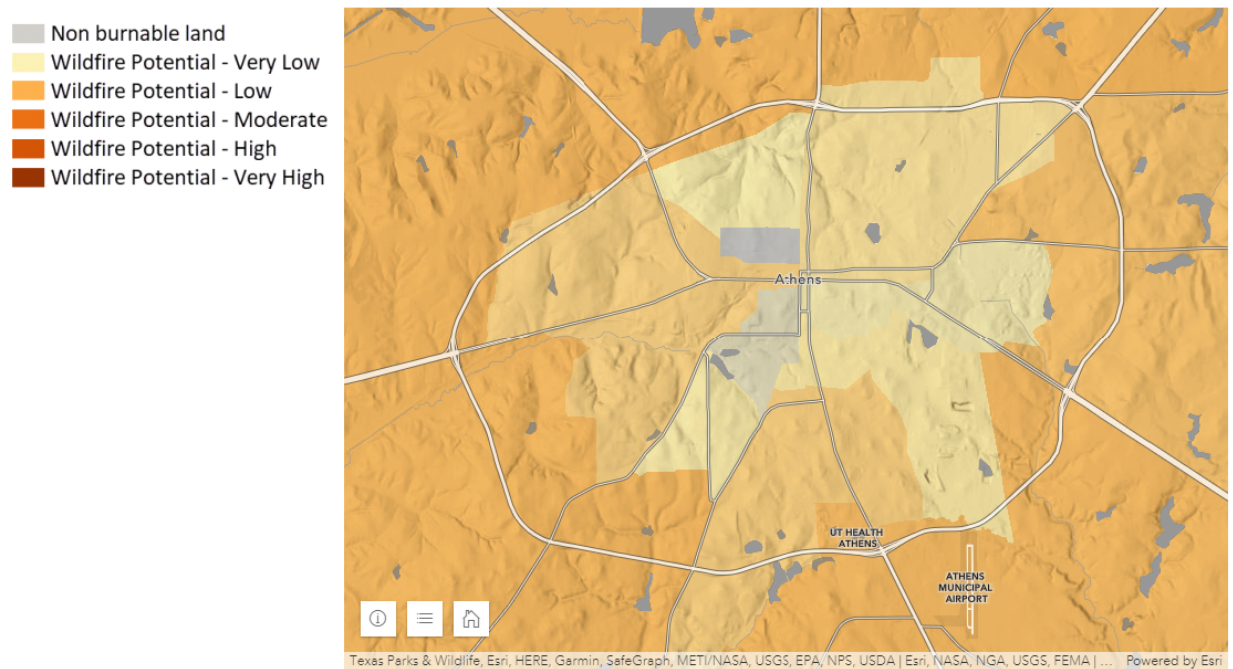 Non burnable land
Wildfire Potential - Very Low
Wildfire Potential - Low
Wildfire Potential - Moderate
Wildfire Potential - High
Wildfire Potential - Very High
Athens
UT HEALTH
ATHENS
ATHENS
MUNICIPAL
AIRPORT
Texas Parks & Wildlife, Esri, HERE, Garmin, SafeGraph, METI/NASA, USGS, EPA, NPS, USDA | Esri, NASA, NGA, USGS, FEMA | ... Powered by Esri